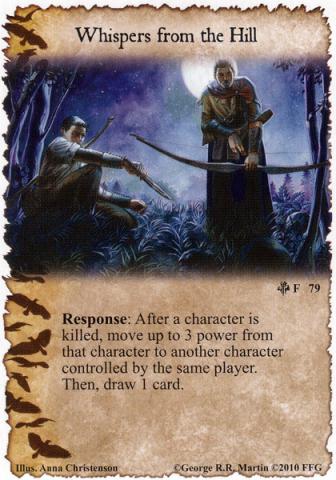 Whispers from the Hill
F 79
Response: After a character is
killed, move up to 3 power from
that character to another character
controlled by the same player.
Then, draw 1 card.
Illus. Anna Christenson ©George R.R. Martin ©2010 FFG